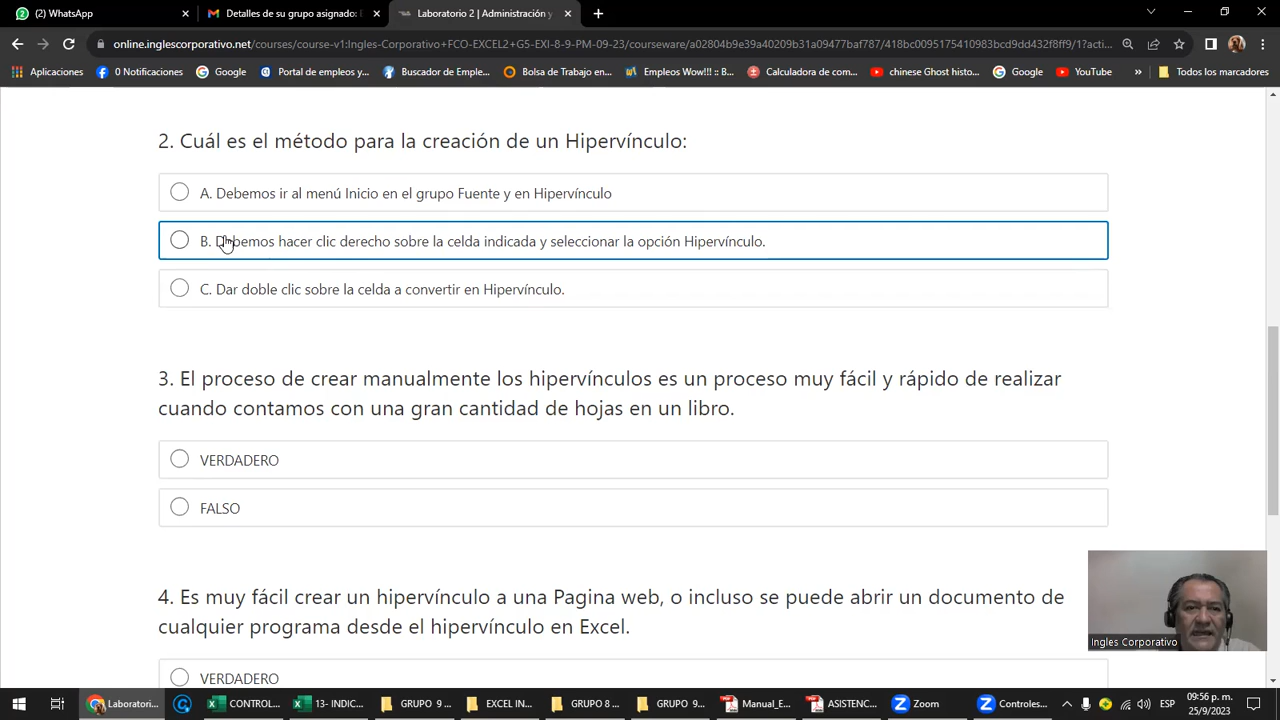 (2) WhatsApp
Detalles de su grupo asignado: I
Laboratorio 2 | Administración y
online.inglescorporativo.net/courses/course-v1:Ingles-Corporativo+FCO-EXCEL2+G5-EXI-8-9-PM-09-23/courseware/a02804b9e39a40209b31a09477baf787/418bc0095175410983bcd9dd432f8ff9/1?acti...
Aplicaciones
0 Notificaciones
Google
Portal de empleos y...
Buscador de Emple...
Bolsa de Trabajo en...
Empleos Wow!!! :: B...
Calculadora de com...
chinese Ghost histo...
Google
YouTube
»
Todos los marcadores
2. Cuál es el método para la creación de un Hipervínculo:
A. Debemos ir al menú Inicio en el grupo Fuente y en Hipervínculo
B. Debemos hacer clic derecho sobre la celda indicada y seleccionar la opción Hipervínculo.
C. Dar doble clic sobre la celda a convertir en Hipervínculo.
3. El proceso de crear manualmente los hipervínculos es un proceso muy fácil y rápido de realizar
cuando contamos con una gran cantidad de hojas en un libro.
VERDADERO
FALSO
4. Es muy fácil crear un hipervínculo a una Pagina web, o incluso se puede abrir un documento de
cualquier programa desde el hipervínculo en Excel.
VERDADERO
Ingles Corporativo
Laboratori...
CONTROL...
13- INDIC...
GRUPO 9 ...
EXCEL IN...
GRUPO 8 ...
GRUPO 9...
Manual_E...
ASISTENC...
Zoom
Controles...
ESP
09:56 p. m.
25/9/2023